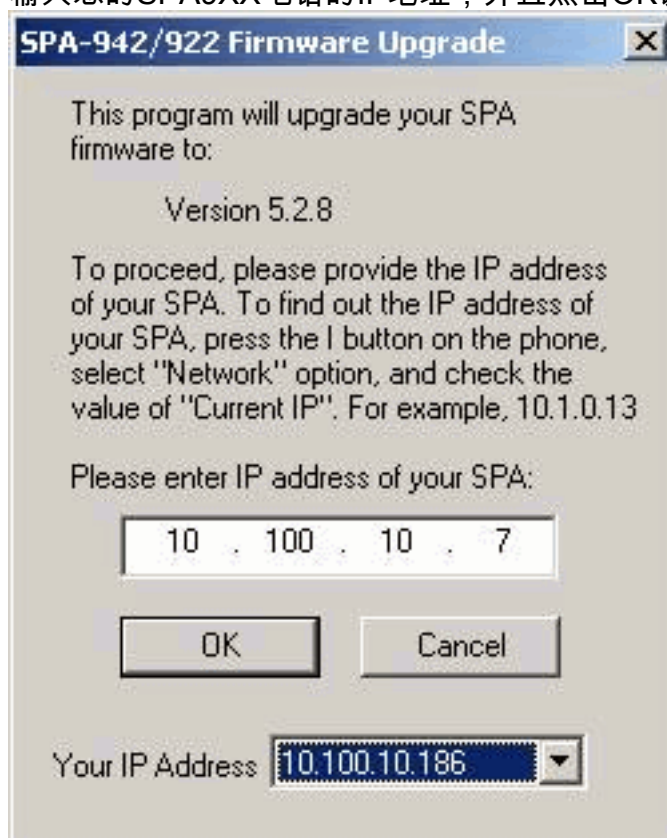 SPA-942/922 Firmware Upgrade
This program will upgrade your SPA
firmware to:
Version 5.2.8
To proceed, please provide the IP address
of your SPA. To find out the IP address of
your SPA, press the I button on the phone,
select "Network" option, and check the
value of "Current IP". For example, 10.1.0.13
Please enter IP address of your SPA:
10 . 100 . 10 . 7
OK Cancel
Your IP Address 10.100.10.186